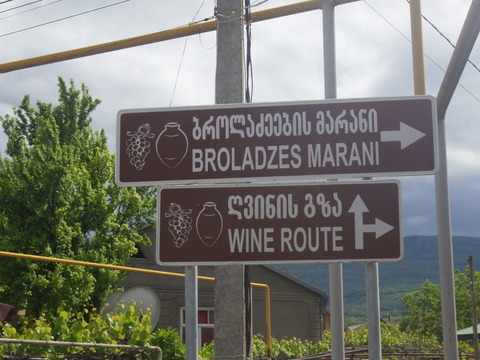 ბროლაძეების მარანი
BROLADZES MARANI
ღვინის გზა
WINE ROUTE